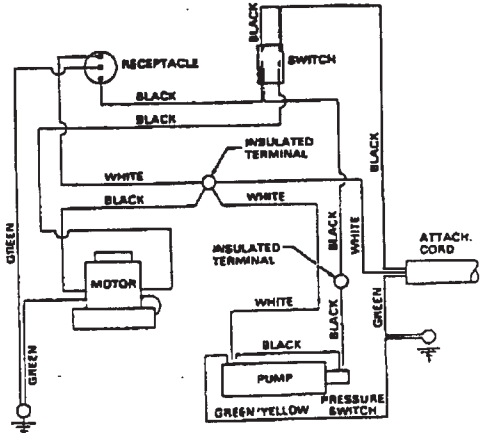 BLACK
RECEPTACLE
SWITCH
BLACK
BLACK
INSULATED
TERMINAL
BLACK
WHITE
BLACK
WHITE
GREEN
BLACK
WHITE
ATTACH.
CORD
INSULATED
TERMINAL
MOTOR
WHITE
BLACK
GREEN
BLACK
GREEN
PUMP
PRESSURE
SWITCH
GREEN/YELLOW